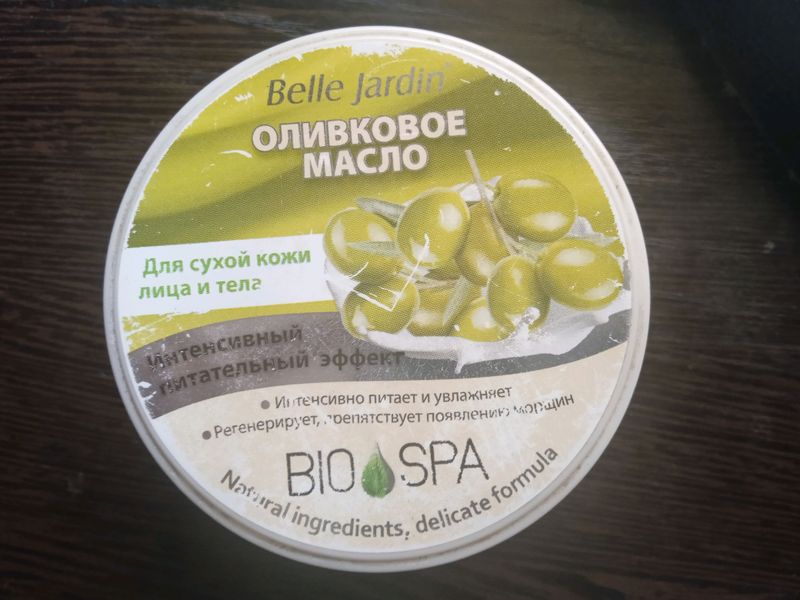 Belle Jardin®
ОЛИВКОВОЕ
МАСЛО
Для сухой кожи
лица и тела
Интенсивный
питательный эффект
• Интенсивно питает и увлажняет
• Регенерирует, препятствует появлению морщин
BIO SPA
Natural ingredients, delicate formula